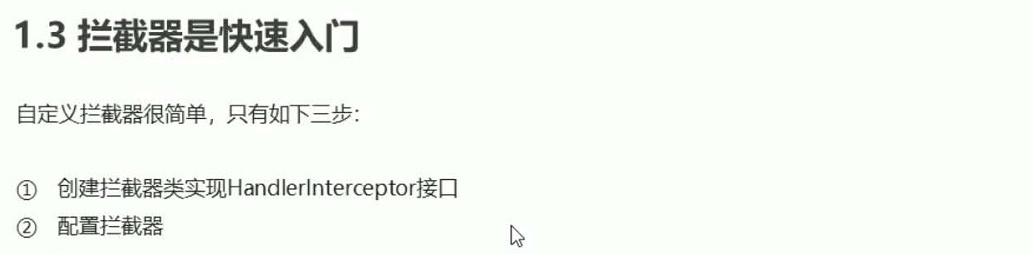 1.3 拦截器是快速入门
自定义拦截器很简单，只有如下三步：
① 创建拦截器类实现HandlerInterceptor接口
② 配置拦截器